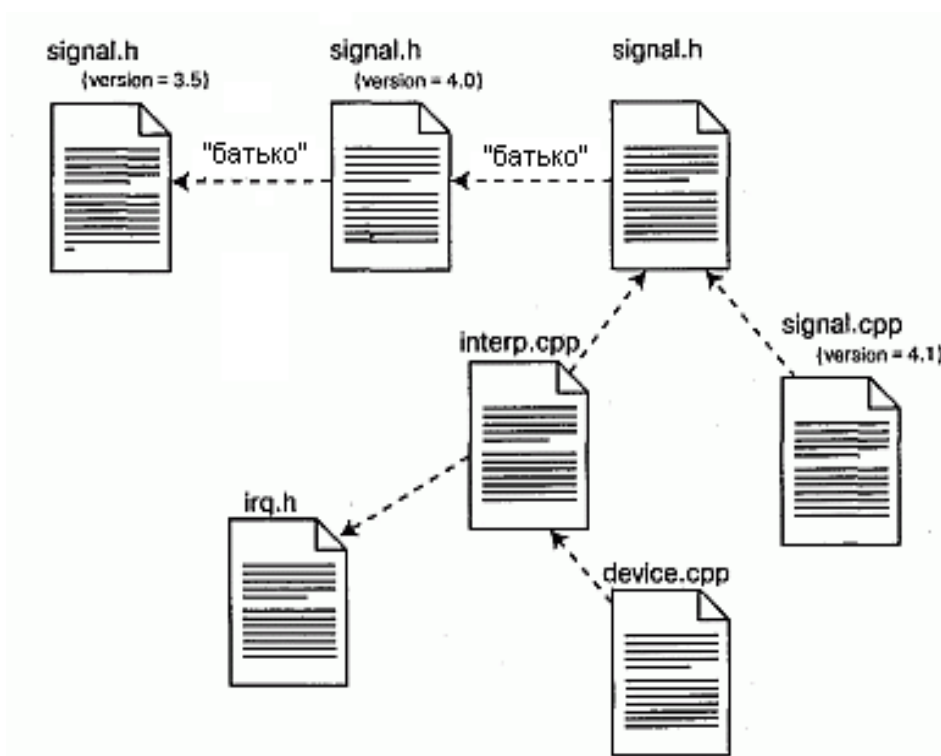 signal.h
(version = 3.5)
signal.h
(version = 4.0)
signal.h
"батько"
"батько"
interp.cpp
signal.cpp
(version = 4.1)
irq.h
device.cpp